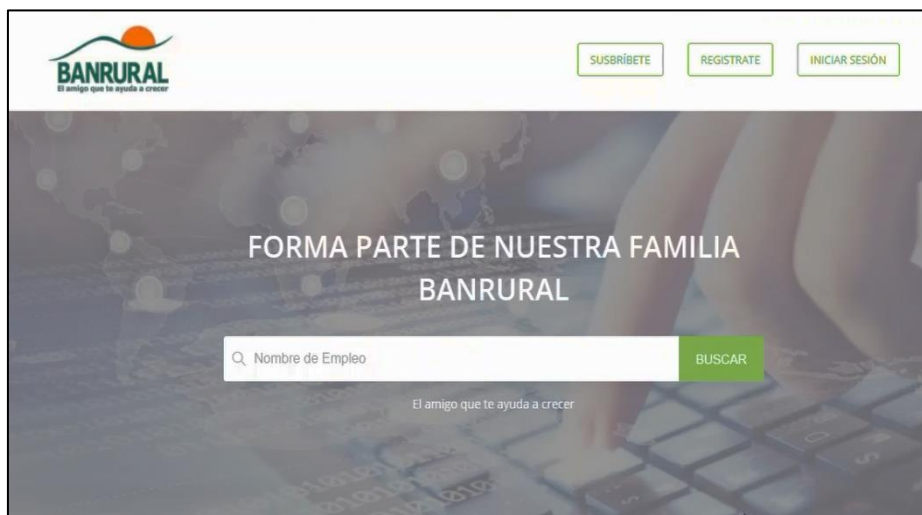 BANRURAL
El amigo que te ayuda a crecer
SUSBRÍBETE
REGISTRATE
INICIAR SESIÓN
FORMA PARTE DE NUESTRA FAMILIA
BANRURAL
Nombre de Empleo
BUSCAR
El amigo que te ayuda a crecer